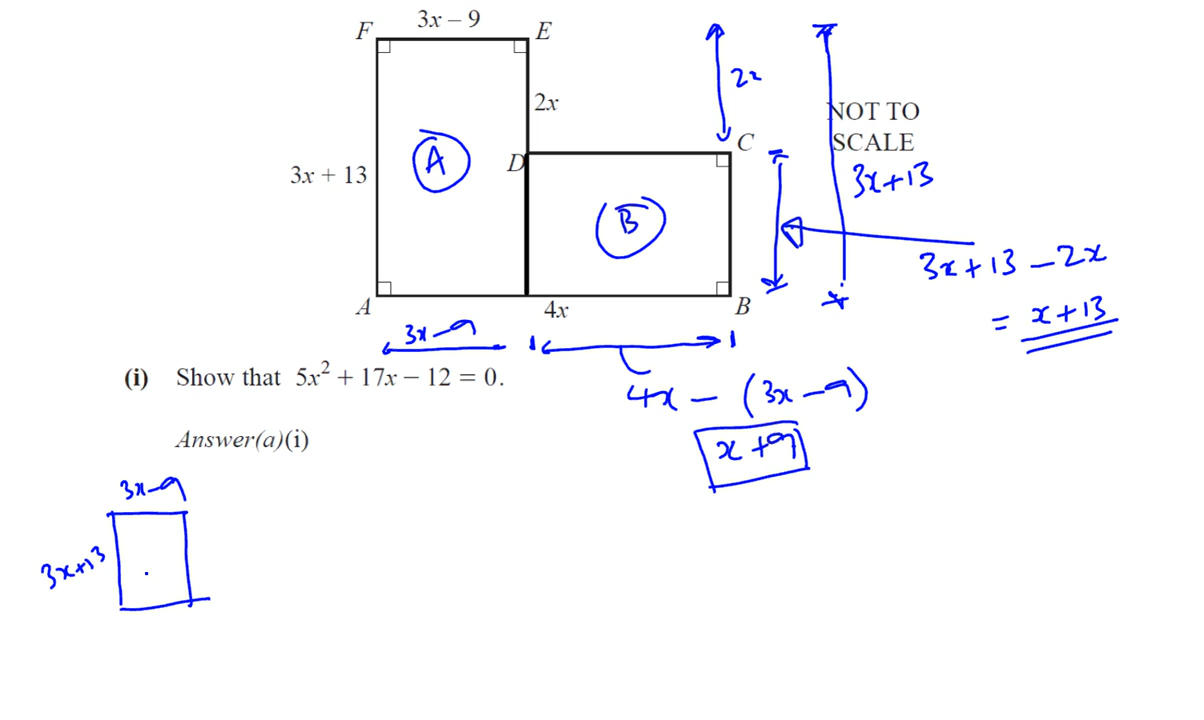 3x – 9
F
E
2x
2x
NOT TO
SCALE
C
D
A
3x + 13
3x+13
B
3x+13 – 2x
= x+13
A
4x
B
3x–9
(i) Show that 5x² + 17x – 12 = 0.
4x – (3x–9)
Answer(a)(i)
x+9
3x–9
3x+13